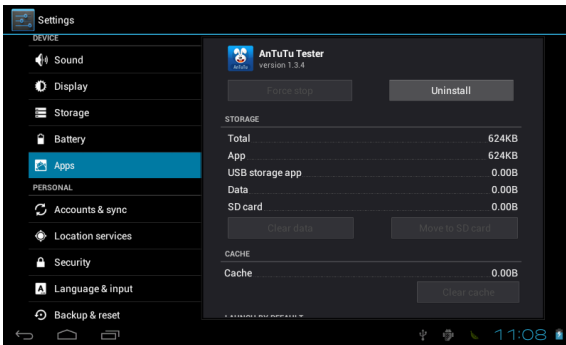 Settings
DEVICE
Sound
Display
Storage
Battery
Apps
PERSONAL
Accounts & sync
Location services
Security
Language & input
Backup & reset
AnTuTu Tester
version 1.3.4
Force stop
Uninstall
STORAGE
Total 624KB
App 624KB
USB storage app 0.00B
Data 0.00B
SD card 0.00B
Clear data
Move to SD card
CACHE
Cache 0.00B
Clear cache
LAUNCH BY DEFAULT
11:08